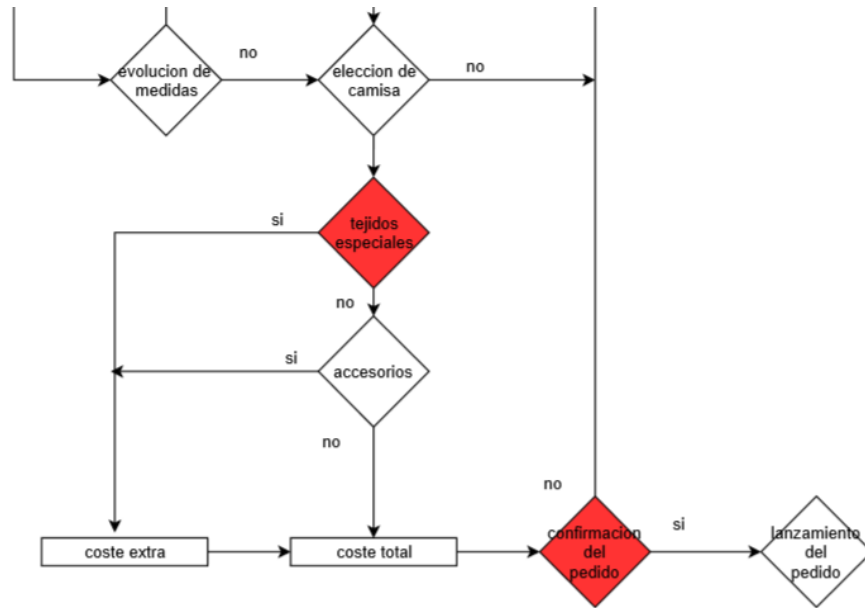 no
no
evolucion de
medidas
eleccion de
camisa
si
tejidos
especiales
no
si
accesorios
no
no
si
confirmacion
del
pedido
lanzamiento
del
pedido
coste extra
coste total